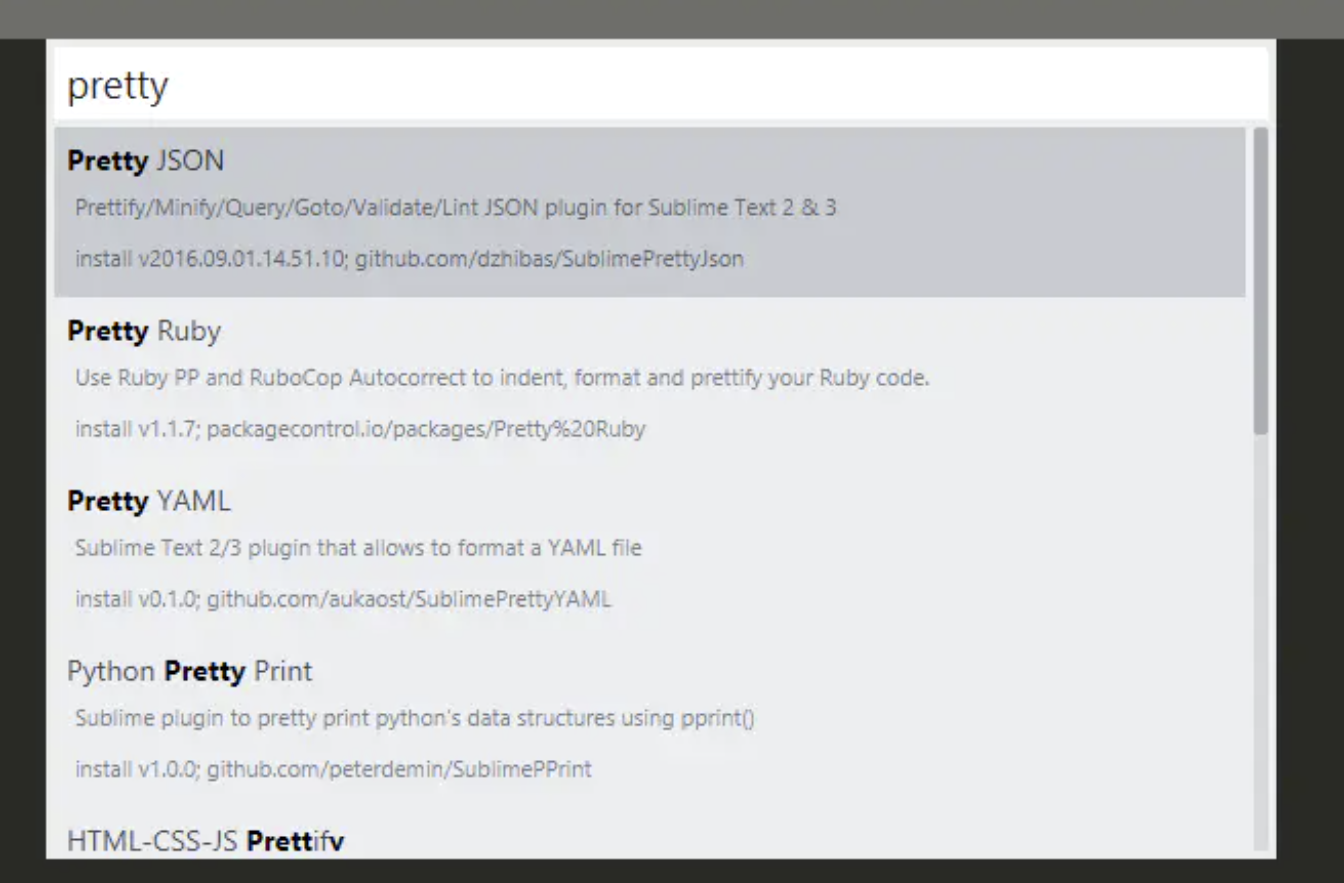 pretty
Pretty JSON
Prettify/Minify/Query/Goto/Validate/Lint JSON plugin for Sublime Text 2 & 3
install v2016.09.01.14.51.10; github.com/dzhibas/SublimePrettyJson
Pretty Ruby
Use Ruby PP and RuboCop Autocorrect to indent, format and prettify your Ruby code.
install v1.1.7; packagecontrol.io/packages/Pretty%20Ruby
Pretty YAML
Sublime Text 2/3 plugin that allows to format a YAML file
install v0.1.0; github.com/aukaost/SublimePrettyYAML
Python Pretty Print
Sublime plugin to pretty print python's data structures using pprint()
install v1.0.0; github.com/peterdemin/SublimePPrint
HTML-CSS-JS Prettify